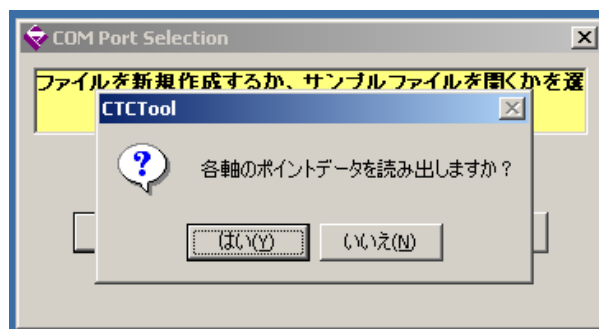 COM Port Selection
ファイルを新規作成するか、サンプルファイルを開くかを選
CTCTool
各軸のポイントデータを読み出しますか？
はい(Y)
いいえ(N)